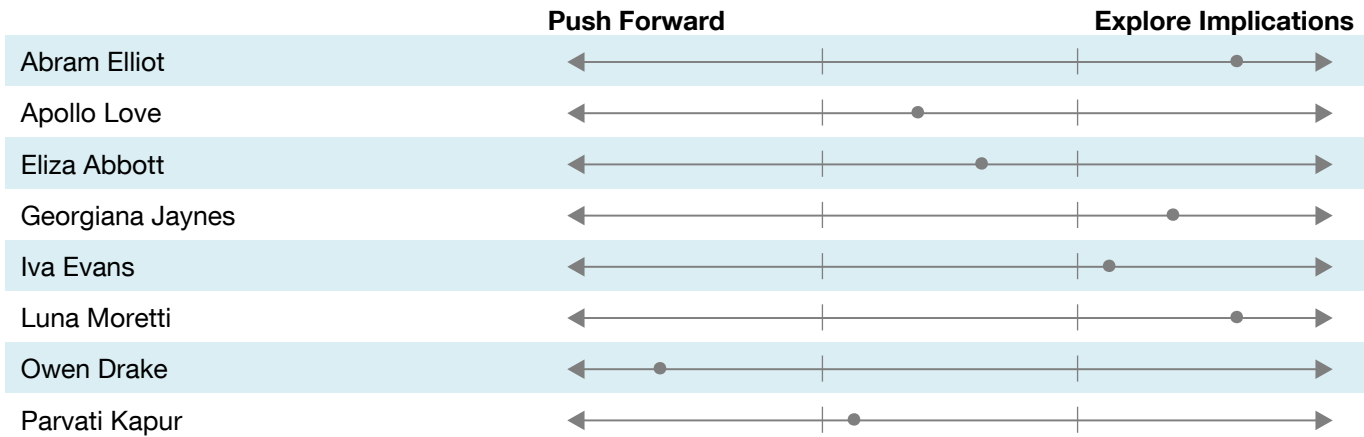 Push Forward Explore Implications
Abram Elliot
Apollo Love
Eliza Abbott
Georgiana Jaynes
Iva Evans
Luna Moretti
Owen Drake
Parvati Kapur